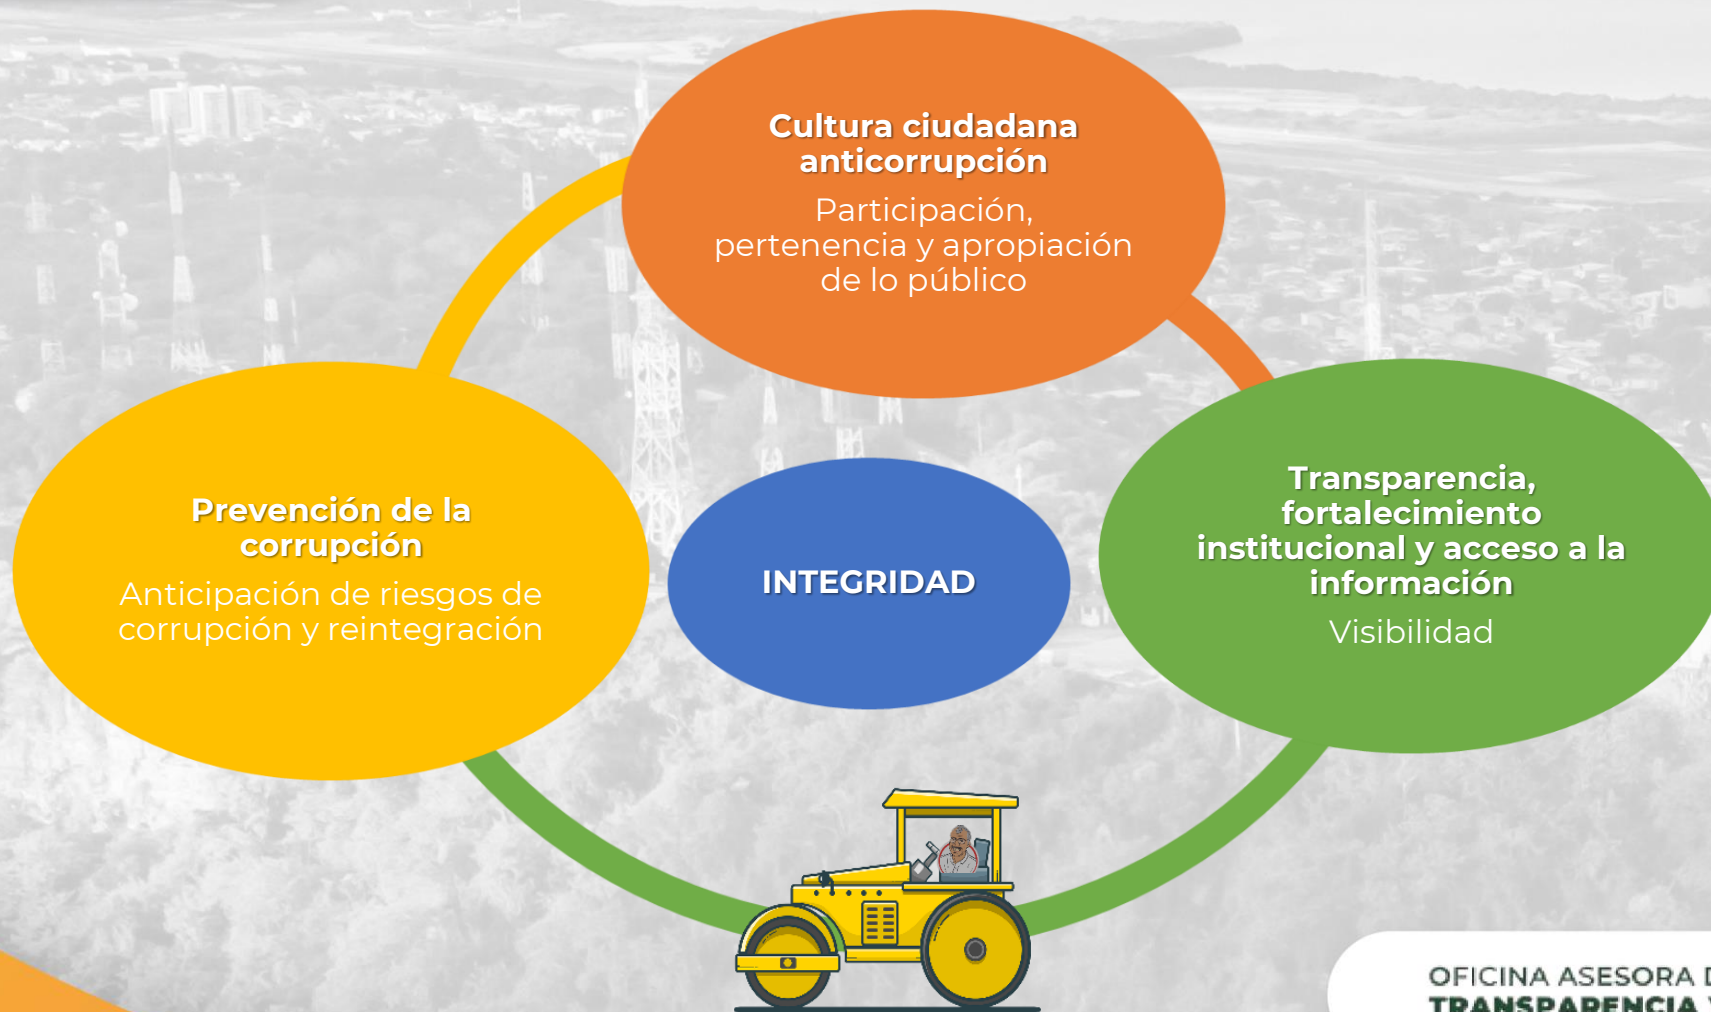 Cultura ciudadana
anticorrupción
Participación,
pertenencia y apropiación
de lo público
Prevención de la
corrupción
Anticipación de riesgos de
corrupción y reintegración
INTEGRIDAD
Transparencia,
fortalecimiento
institucional y acceso a la
información
Visibilidad
OFICINA ASESORA
TRANSPARENCIA Y